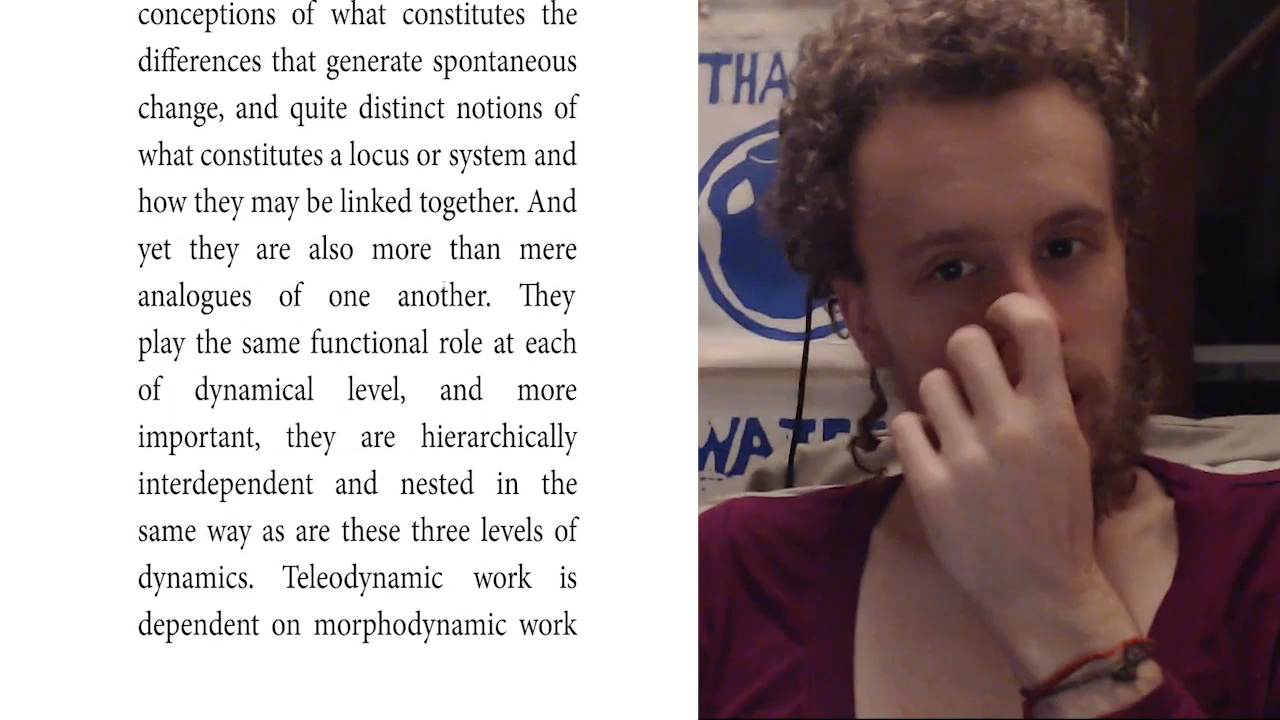 conceptions of what constitutes the
differences that generate spontaneous
change, and quite distinct notions of
what constitutes a locus or system and
how they may be linked together. And
yet they are also more than mere
analogues of one another. They
play the same functional role at each
of dynamical level, and more
important, they are hierarchically
interdependent and nested in the
same way as are these three levels of
dynamics. Teleodynamic work is
dependent on morphodynamic work
THA